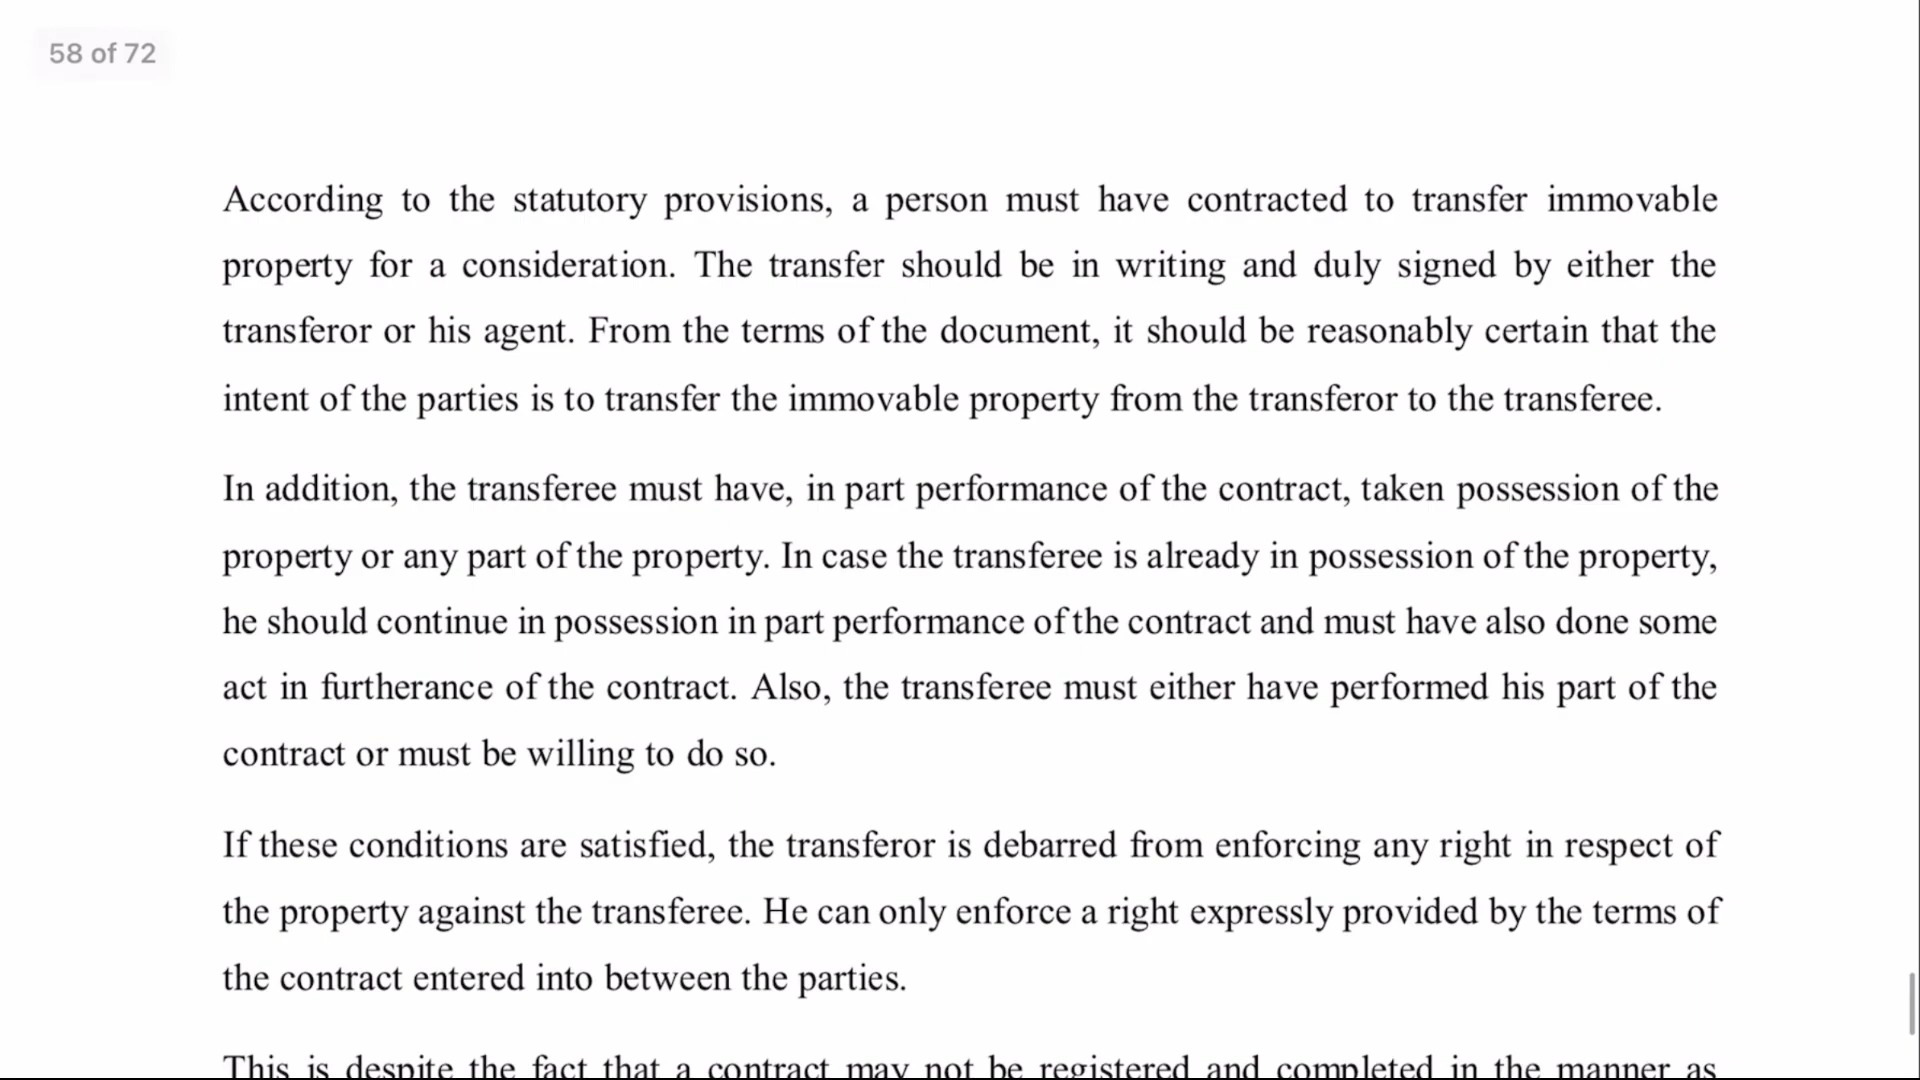 58 of 72
According to the statutory provisions, a person must have contracted to transfer immovable
property for a consideration. The transfer should be in writing and duly signed by either the
transferor or his agent. From the terms of the document, it should be reasonably certain that the
intent of the parties is to transfer the immovable property from the transferor to the transferee.
In addition, the transferee must have, in part performance of the contract, taken possession of the
property or any part of the property. In case the transferee is already in possession of the property,
he should continue in possession in part performance of the contract and must have also done some
act in furtherance of the contract. Also, the transferee must either have performed his part of the
contract or must be willing to do so.
If these conditions are satisfied, the transferor is debarred from enforcing any right in respect of
the property against the transferee. He can only enforce a right expressly provided by the terms of
the contract entered into between the parties.
This is despite the fact that a contract may not be registered and completed in the manner as